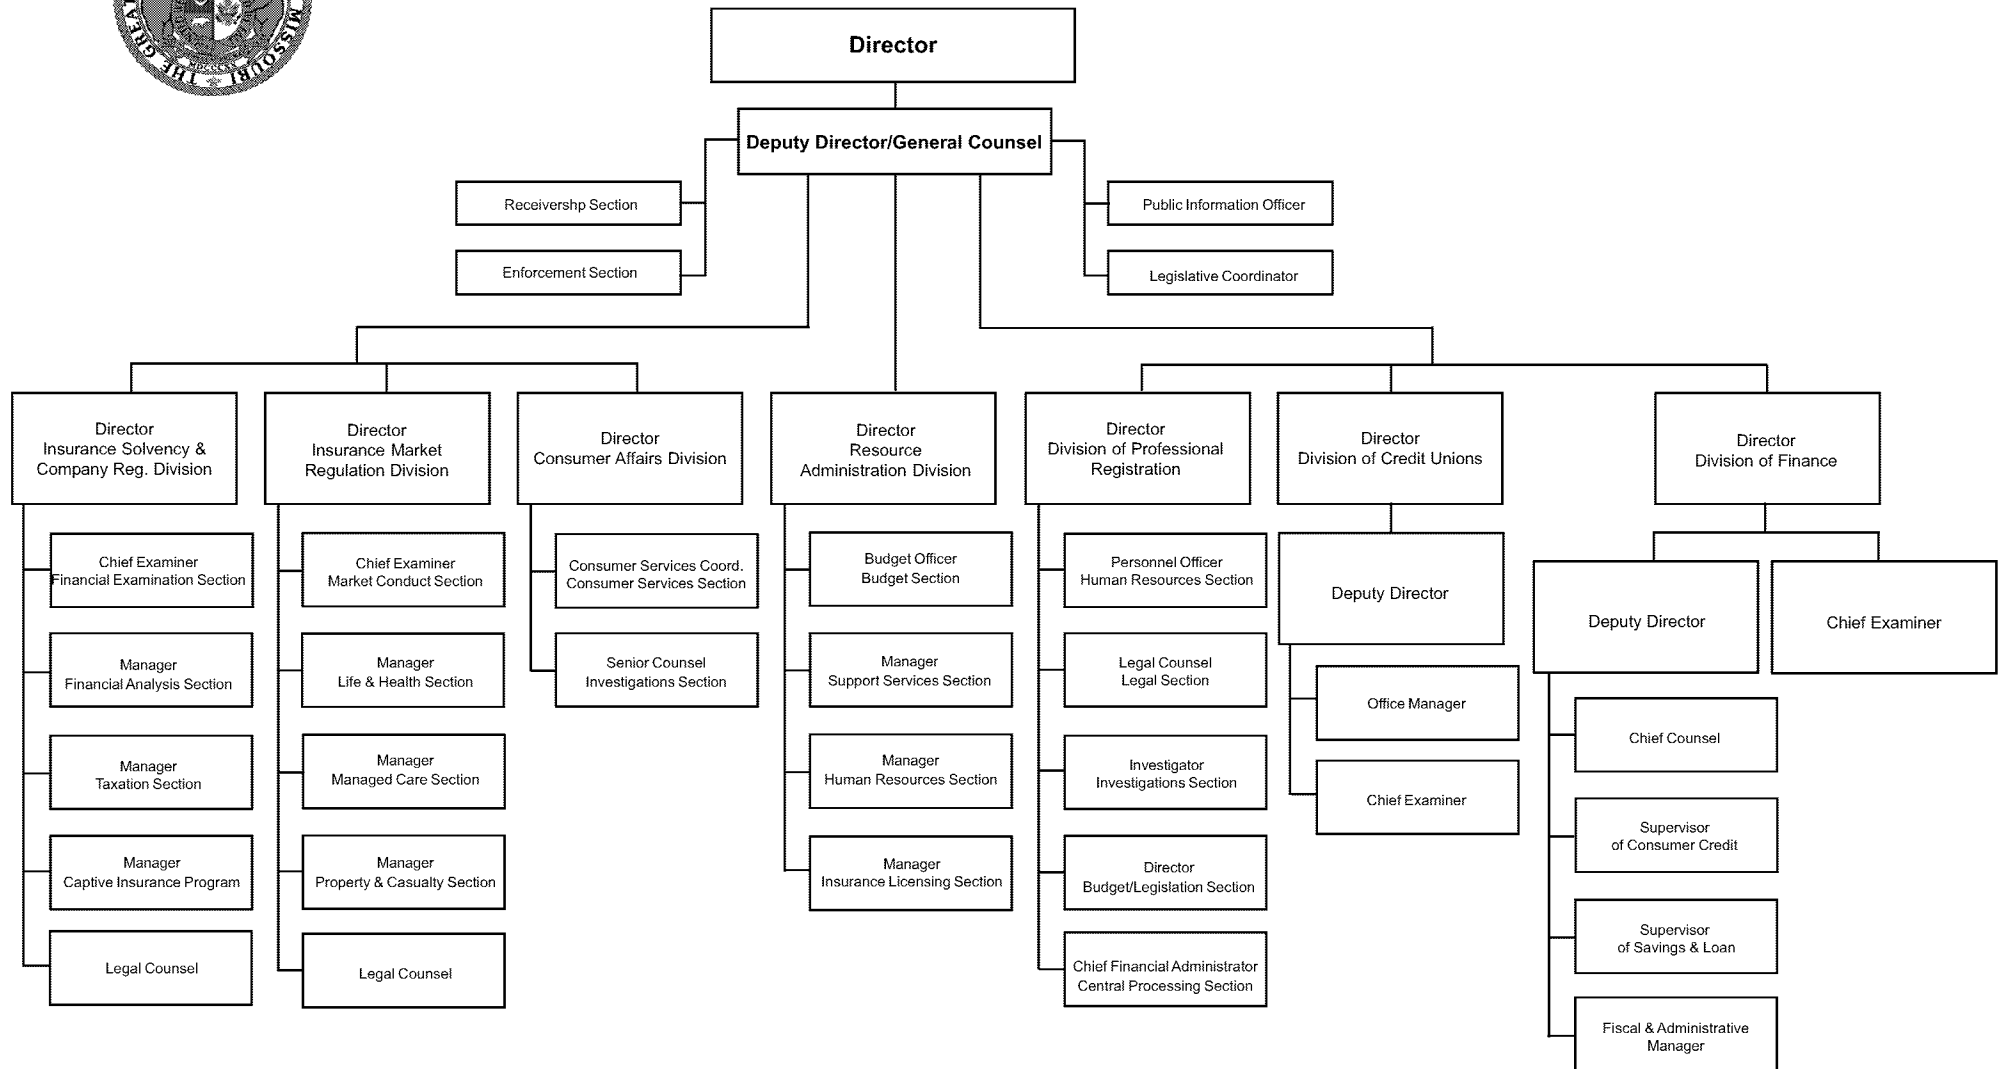 THE GREAT
MISSOURI
MDCCCXX
Director
Deputy Director/General Counsel
Receivershp Section
Public Information Officer
Enforcement Section
Legislative Coordinator
Director
Insurance Solvency &
Company Reg. Division
Director
Insurance Market
Regulation Division
Director
Consumer Affairs Division
Director
Resource
Administration Division
Director
Division of Professional
Registration
Director
Division of Credit Unions
Director
Division of Finance
Chief Examiner
Financial Examination Section
Manager
Financial Analysis Section
Manager
Taxation Section
Manager
Captive Insurance Program
Legal Counsel
Chief Examiner
Market Conduct Section
Manager
Life & Health Section
Manager
Managed Care Section
Manager
Property & Casualty Section
Legal Counsel
Consumer Services Coord.
Consumer Services Section
Senior Counsel
Investigations Section
Budget Officer
Budget Section
Manager
Support Services Section
Manager
Human Resources Section
Manager
Insurance Licensing Section
Personnel Officer
Human Resources Section
Legal Counsel
Legal Section
Investigator
Investigations Section
Director
Budget/Legislation Section
Chief Financial Administrator
Central Processing Section
Deputy Director
Office Manager
Chief Examiner
Deputy Director
Chief Examiner
Chief Counsel
Supervisor
of Consumer Credit
Supervisor
of Savings & Loan
Fiscal & Administrative
Manager